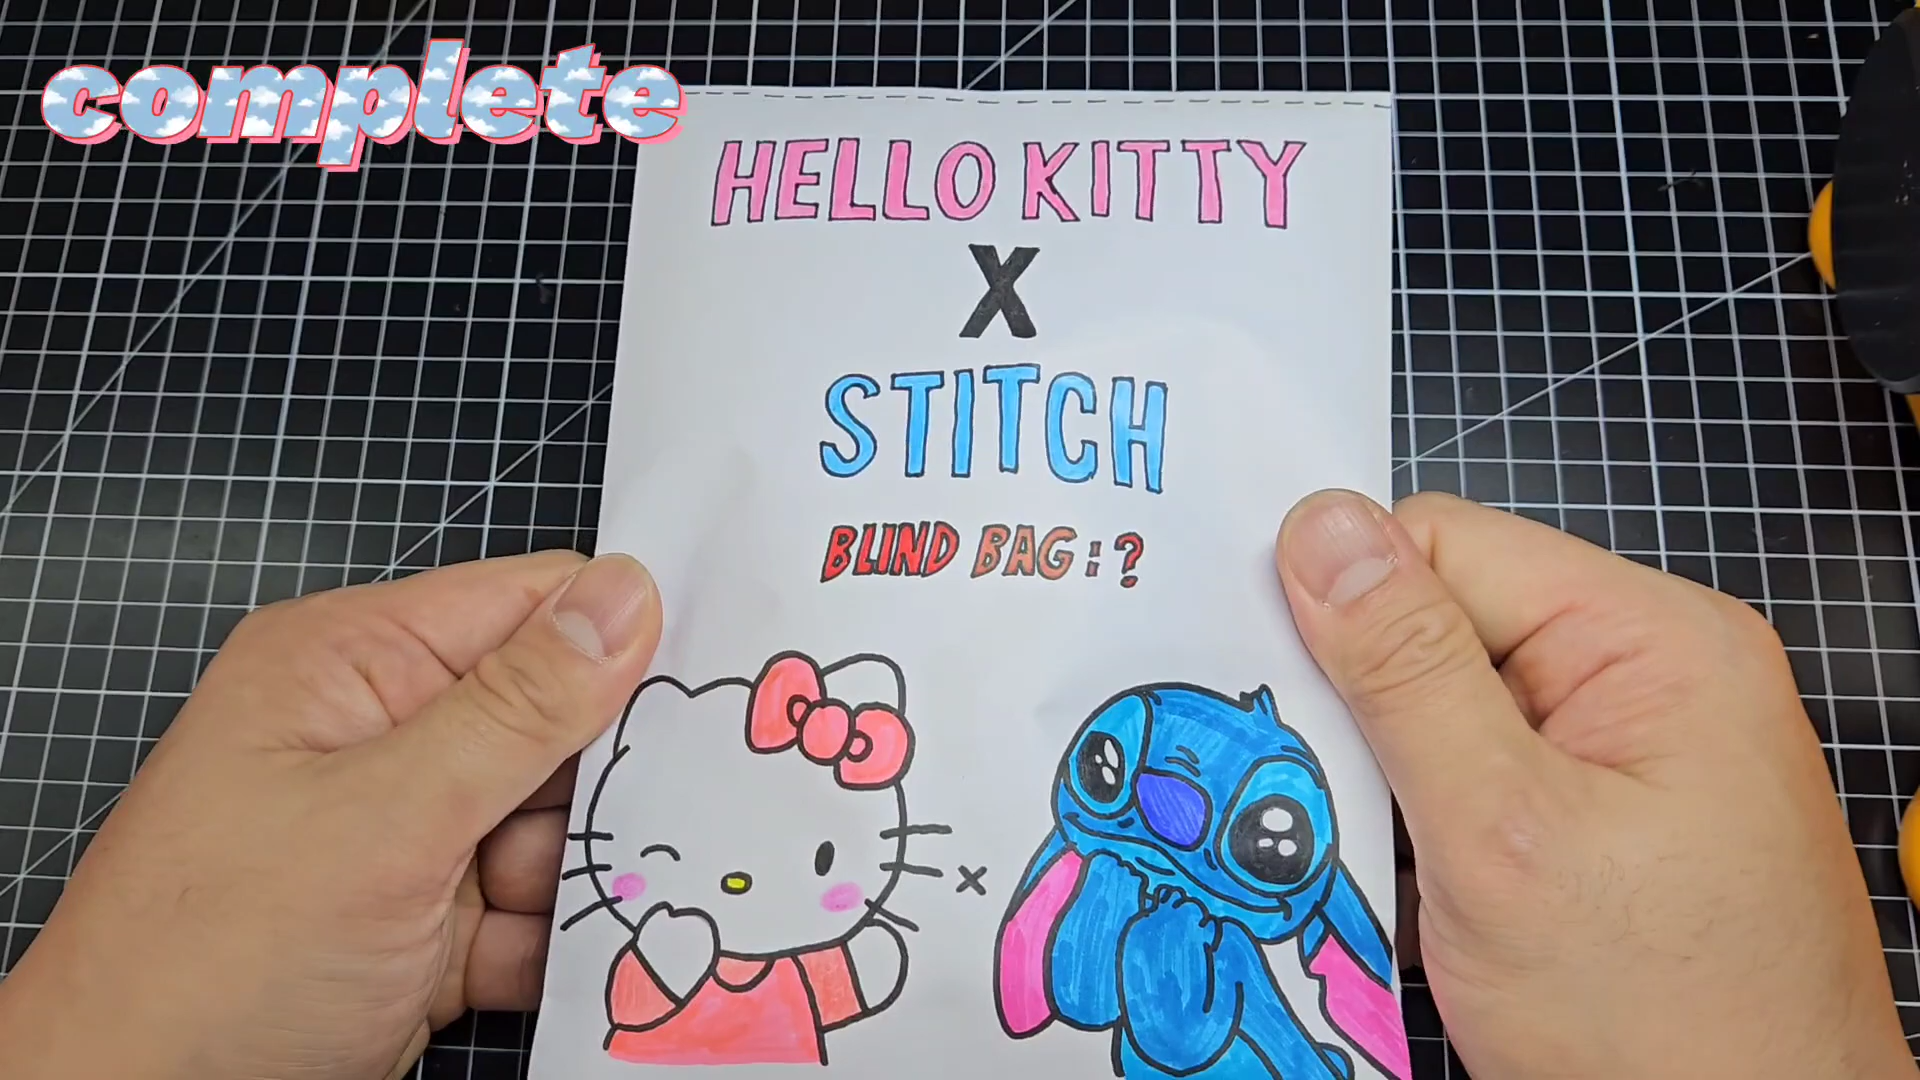 complete
HELLO KITTY
X
STITCH
BLIND BAG : ?
x